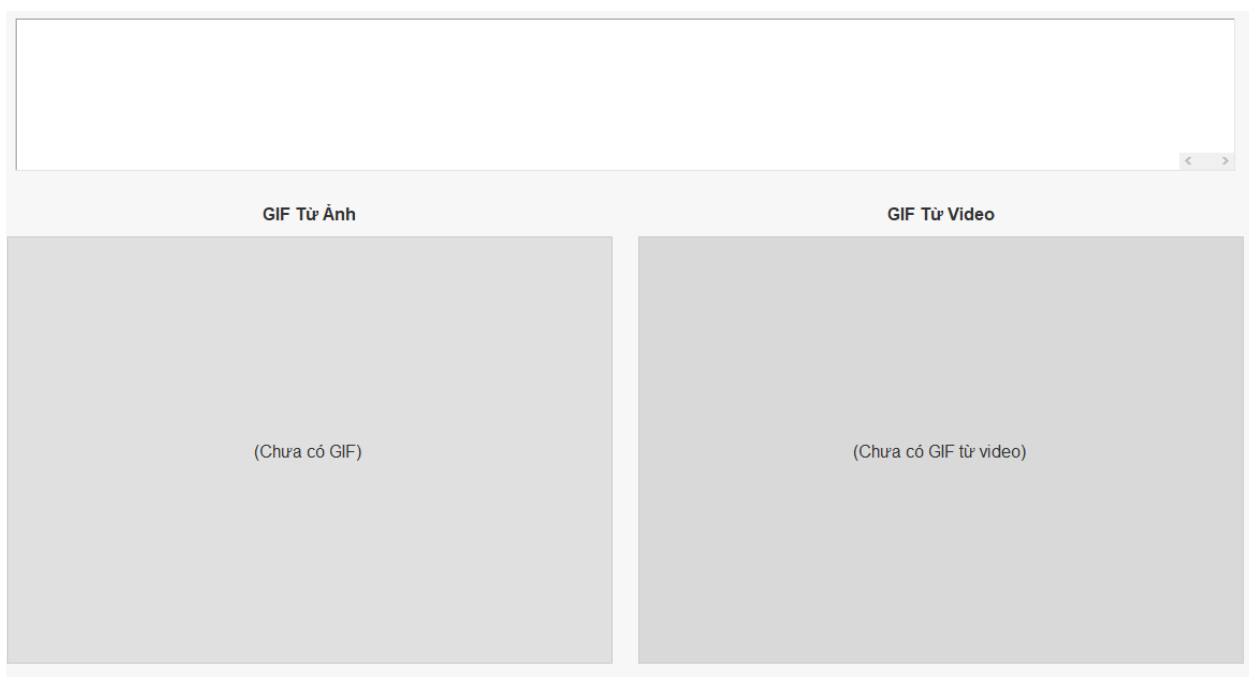 GIF Từ Ảnh
GIF Từ Video
(Chưa có GIF)
(Chưa có GIF từ video)